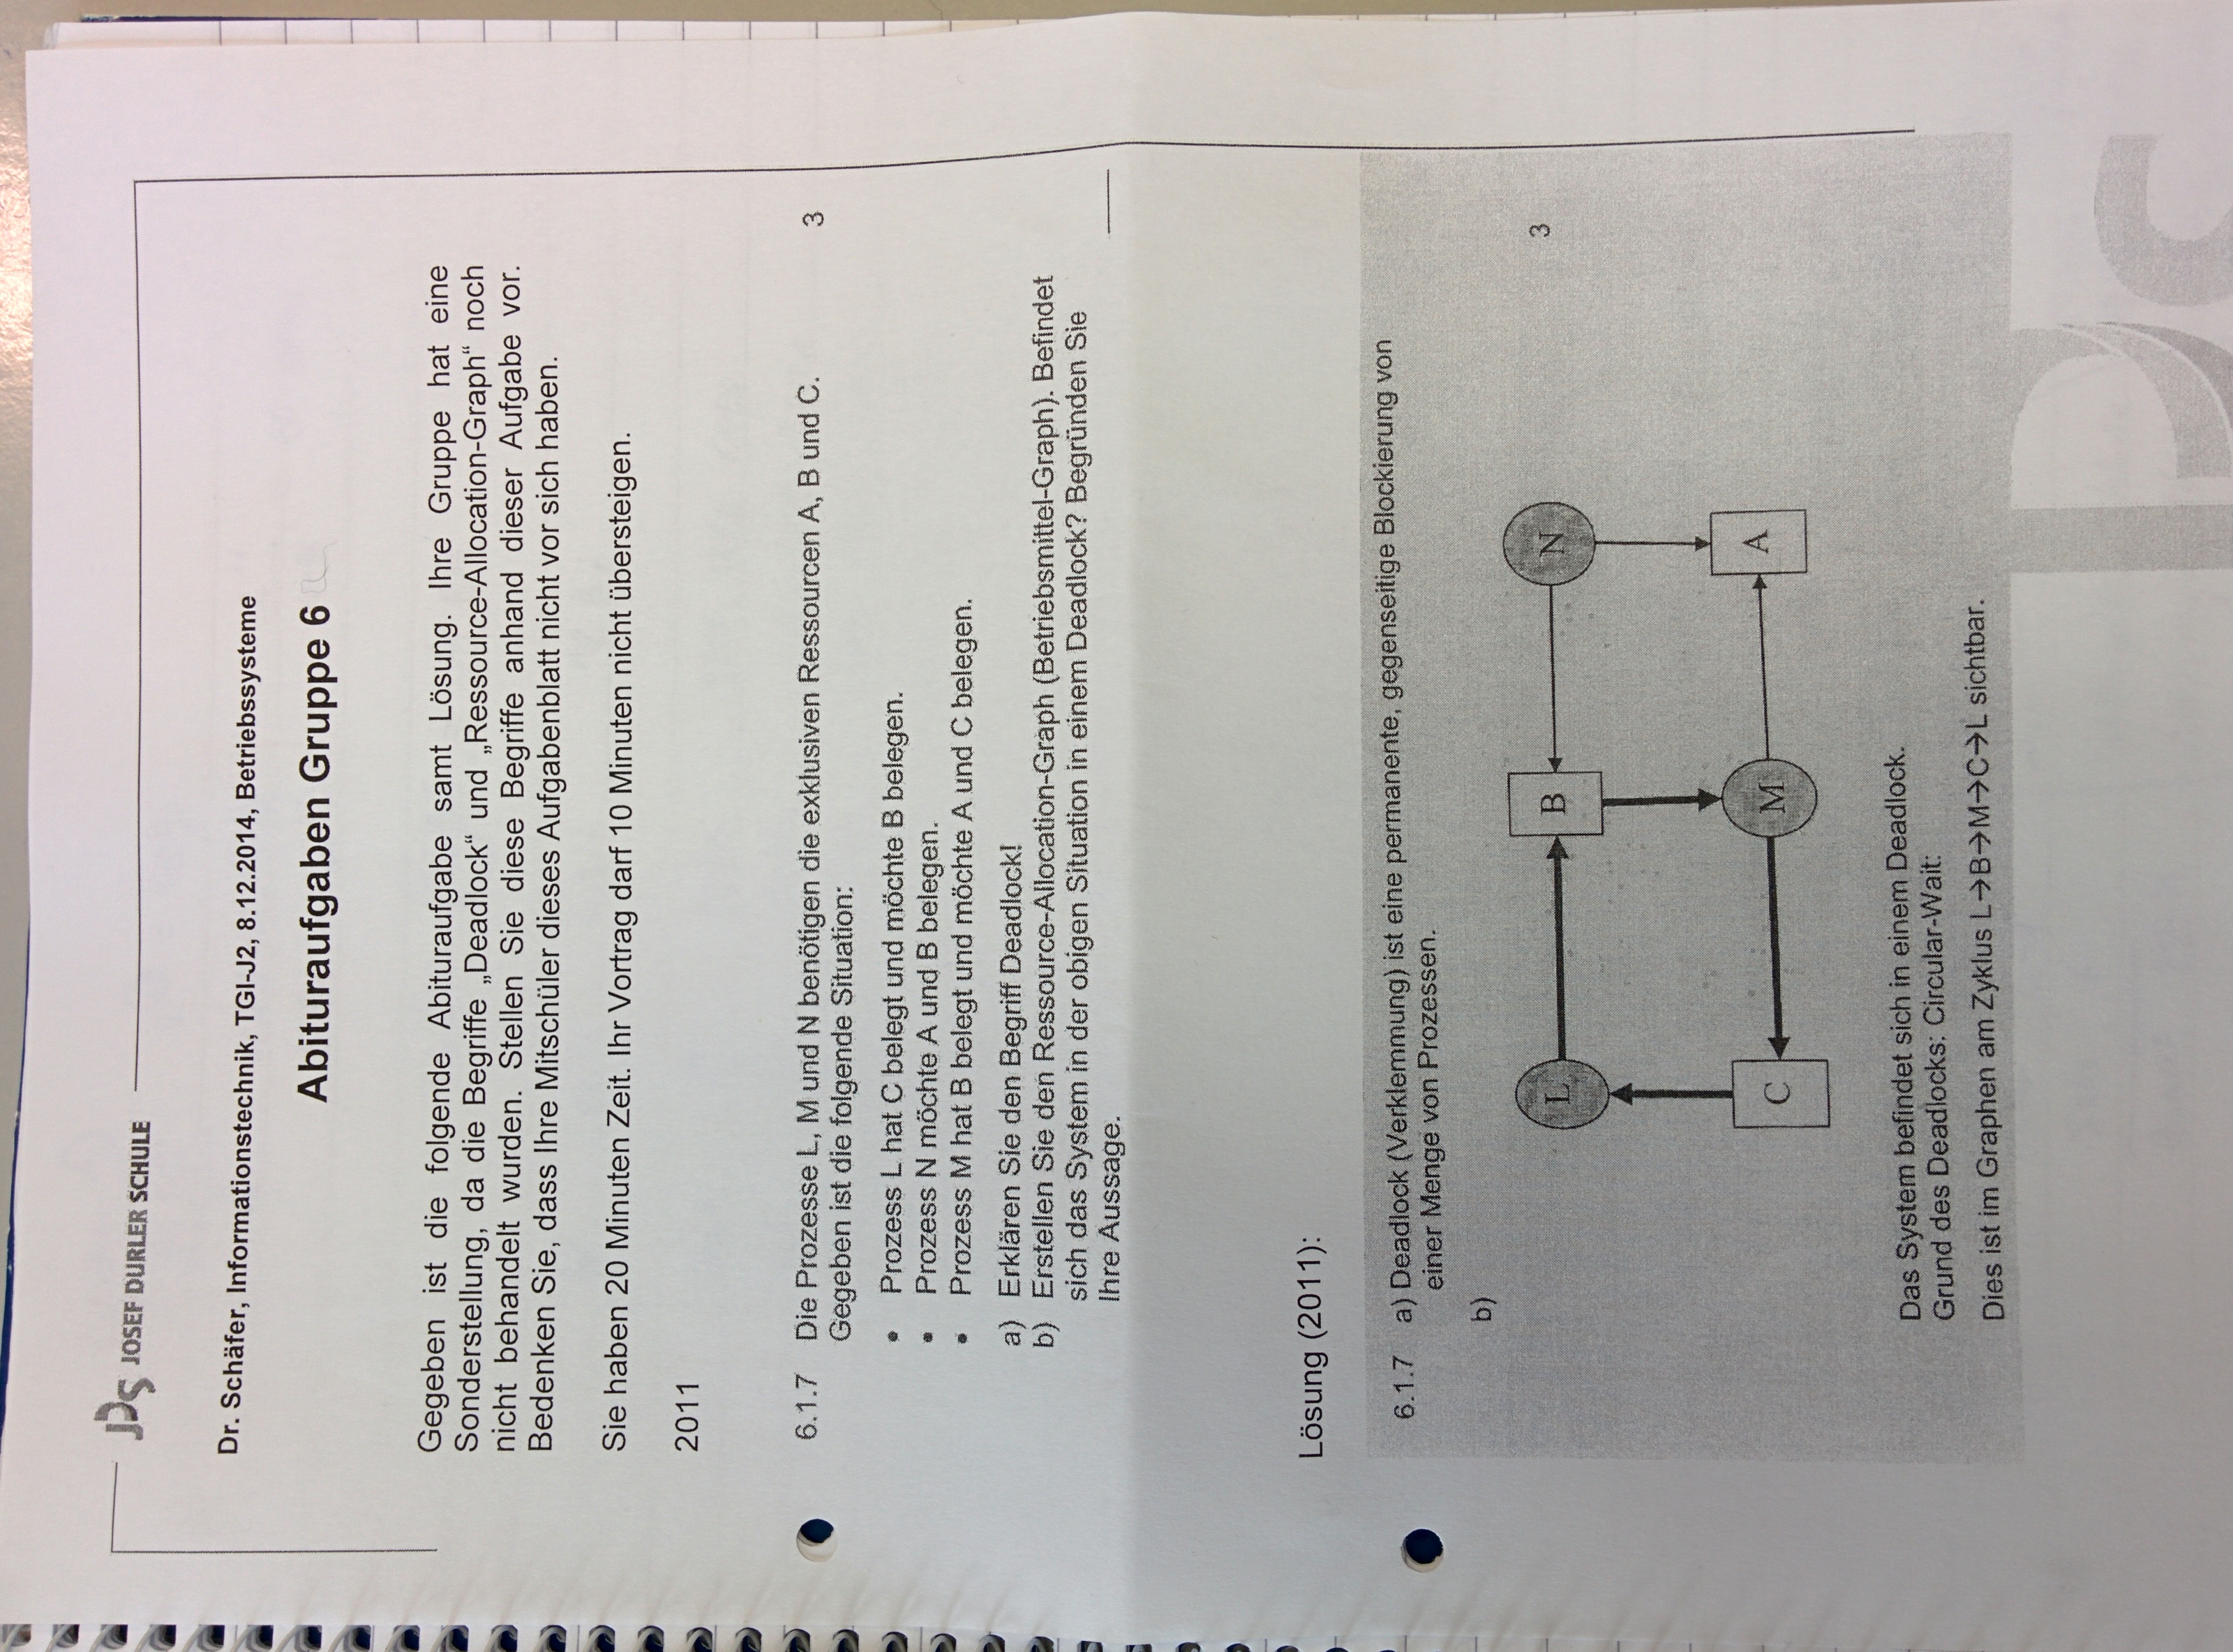 JDS JOSEF DURLER SCHULE
Dr. Schäfer, Informationstechnik, TGI-J2, 8.12.2014, Betriebssysteme
Abituraufgaben Gruppe 6
Gegeben ist die folgende Abituraufgabe samt Lösung. Ihre Gruppe hat eine
Sonderstellung, da die Begriffe „Deadlock“ und „Ressource-Allocation-Graph“ noch
nicht behandelt wurden. Stellen Sie diese Begriffe anhand dieser Aufgabe vor.
Bedenken Sie, dass Ihre Mitschüler dieses Aufgabenblatt nicht vor sich haben.
Sie haben 20 Minuten Zeit. Ihr Vortrag darf 10 Minuten nicht übersteigen.
2011
6.1.7 Die Prozesse L, M und N benötigen die exklusiven Ressourcen A, B und C. 3
Gegeben ist die folgende Situation:
• Prozess L hat C belegt und möchte B belegen.
• Prozess N möchte A und B belegen.
• Prozess M hat B belegt und möchte A und C belegen.
a) Erklären Sie den Begriff Deadlock!
b) Erstellen Sie den Ressource-Allocation-Graph (Betriebsmittel-Graph). Befindet
sich das System in der obigen Situation in einem Deadlock? Begründen Sie
Ihre Aussage.
Lösung (2011):
6.1.7 a) Deadlock (Verklemmung) ist eine permanente, gegenseitige Blockierung von
einer Menge von Prozessen.
b)
L B N 3
C M A
Das System befindet sich in einem Deadlock.
Grund des Deadlocks: Circular-Wait:
Dies ist im Graphen am Zyklus L→B→M→C→L sichtbar.